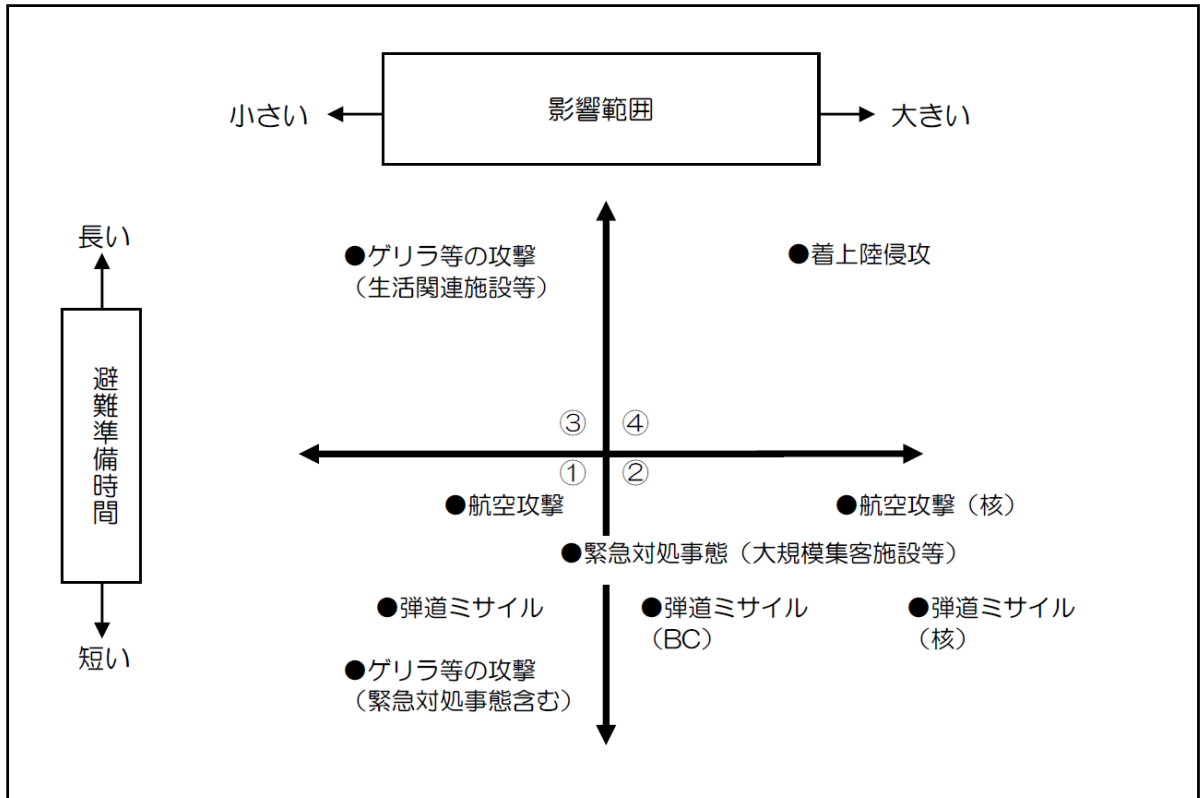 影響範囲
小さい
大きい
長い
避難準備時間
短い
●ゲリラ等の攻撃
（生活関連施設等）
●着上陸侵攻
③
④
①
②
●航空攻撃
●航空攻撃（核）
●緊急対処事態（大規模集客施設等）
●弾道ミサイル
●弾道ミサイル
（BC）
●弾道ミサイル
（核）
●ゲリラ等の攻撃
（緊急対処事態含む）